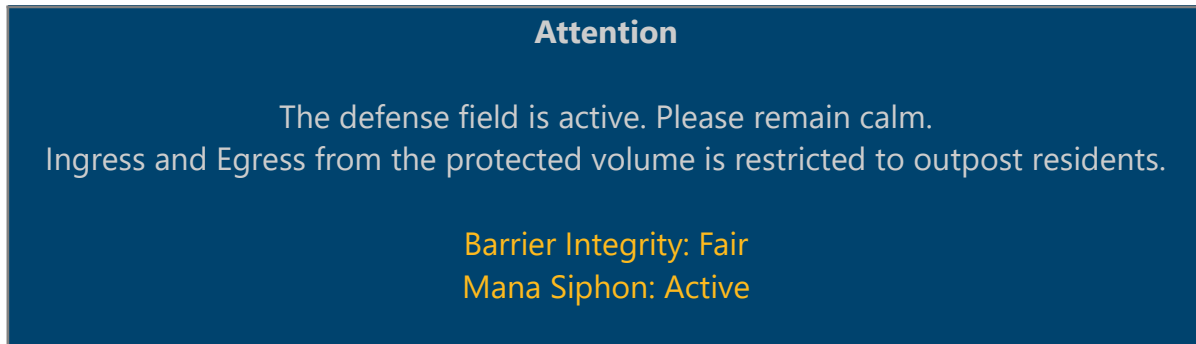 Attention
The defense field is active. Please remain calm.
Ingress and Egress from the protected volume is restricted to outpost residents.
Barrier Integrity: Fair
Mana Siphon: Active